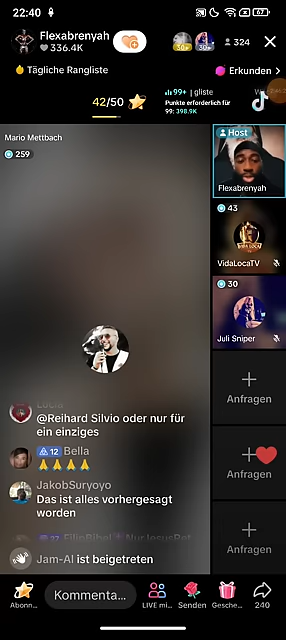 22:40
67
Flexabrenyah
336.4K
30+
30+
324
Tägliche Rangliste
Erkunden >
42/50
99+ | gliste
Punkte erforderlich für
99: 398.9K
Mario Mettbach
259
Host
Flexabrenyah
43
VidaLocaTV
30
Juli Sniper
Anfragen
Anfragen
Anfragen
@Reihard Silvio oder nur für
ein einziges
12 Bella
🙏🙏🙏🙏
JakobSuryoyo
Das ist alles vorhergesagt
worden
Jam-Al ist beigetreten
Abonn...
Kommenta...
LIVE mi...
Senden
Gesche...
240